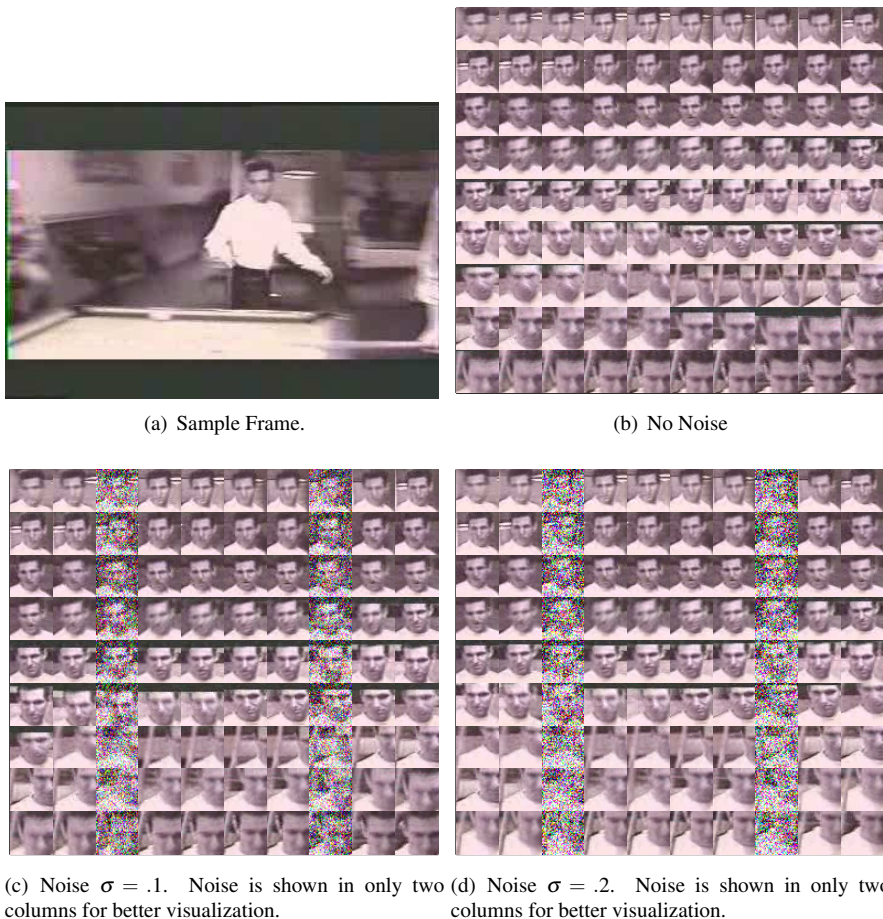 (a) Sample Frame.
(b) No Noise
(c) Noise σ = .1. Noise is shown in only two
columns for better visualization.
(d) Noise σ = .2. Noise is shown in only two
columns for better visualization.